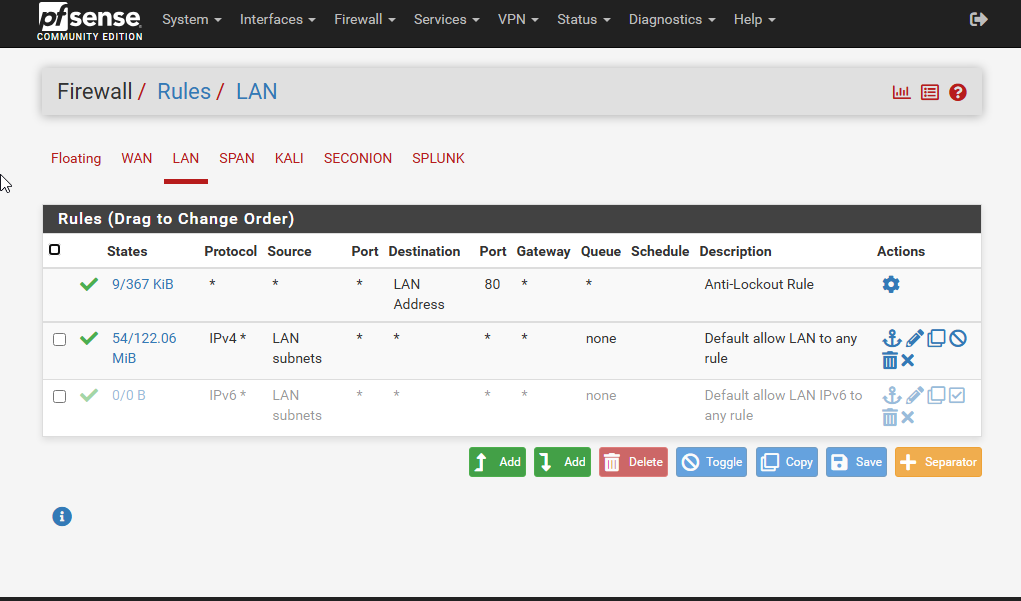 pfsense
COMMUNITY EDITION
System Interfaces Firewall Services VPN Status Diagnostics Help
Firewall / Rules / LAN
Floating WAN LAN SPAN KALI SECONION SPLUNK
Rules (Drag to Change Order)
States Protocol Source Port Destination Port Gateway Queue Schedule Description Actions
9/367 KiB * * * LAN 80 * * Anti-Lockout Rule
Address
54/122.06 IPv4 * LAN * * * * none Default allow LAN to any
MiB subnets rule
0/0 B IPv6 * LAN * * * * none Default allow LAN IPv6 to
subnets any rule
Add Add Delete Toggle Copy Save Separator